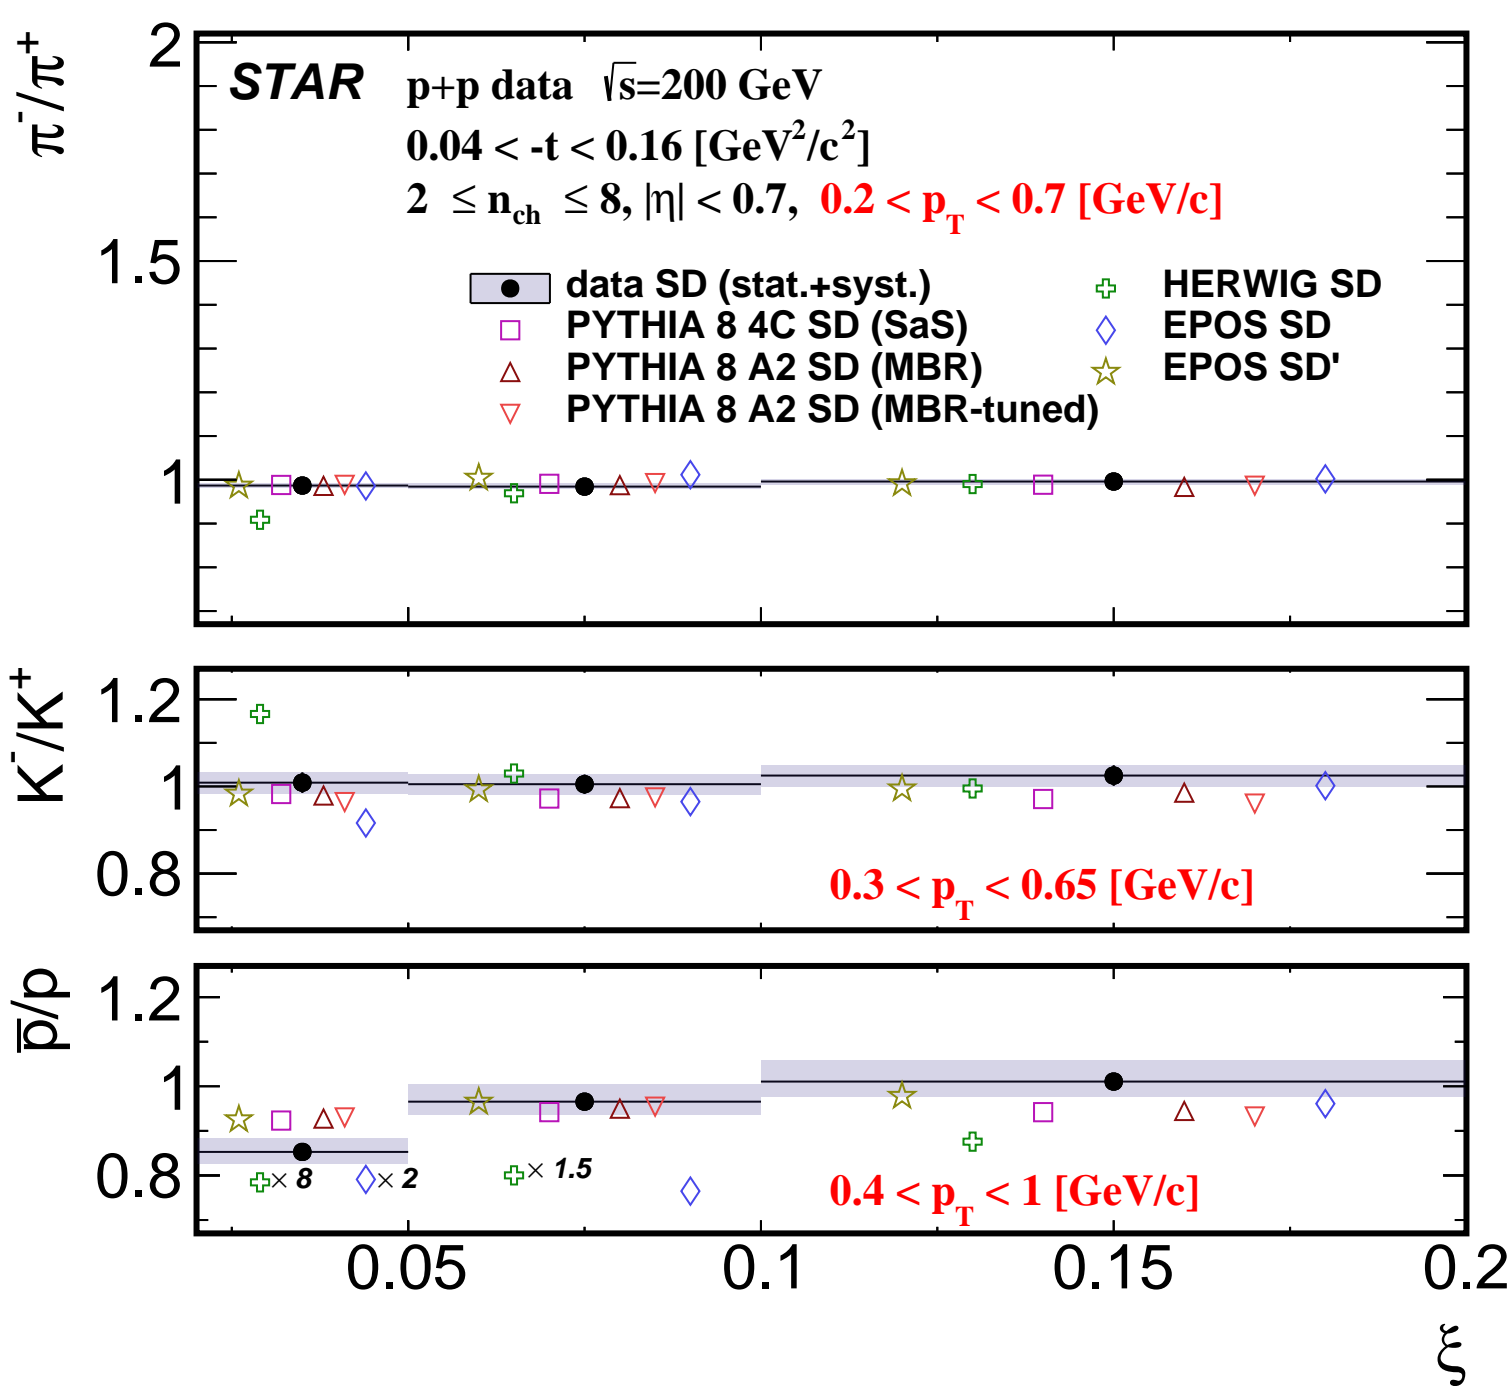 π⁻/π⁺
2
1.5
1
STAR p+p data √s=200 GeV
0.04 < -t < 0.16 [GeV²/c²]
2 ≤ n_ch ≤ 8, |η| < 0.7, 0.2 < p_T < 0.7 [GeV/c]
data SD (stat.+syst.)
PYTHIA 8 4C SD (SaS)
PYTHIA 8 A2 SD (MBR)
PYTHIA 8 A2 SD (MBR-tuned)
HERWIG SD
EPOS SD
EPOS SD'
K⁻/K⁺
1.2
1
0.8
0.3 < p_T < 0.65 [GeV/c]
p̅/p
1.2
1
0.8
× 8
× 2
× 1.5
0.4 < p_T < 1 [GeV/c]
0.05 0.1 0.15 0.2
ξ